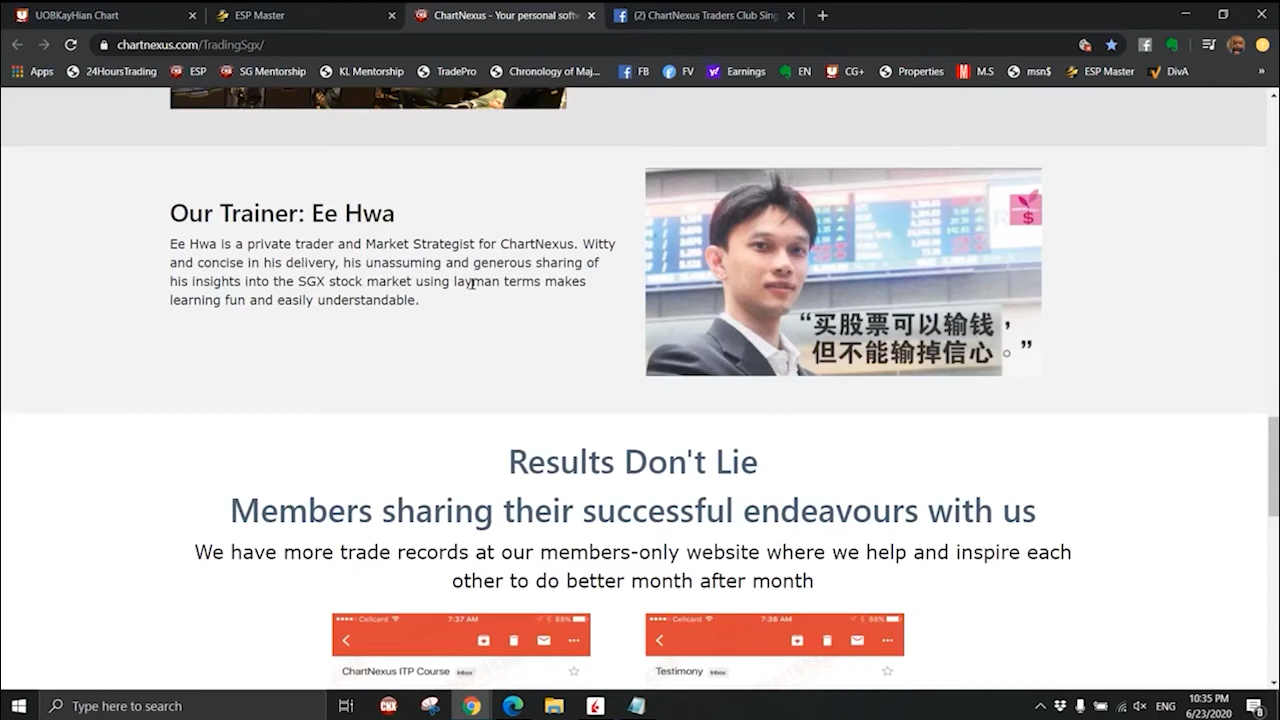 UOBKayHian Chart
ESP Master
ChartNexus - Your personal softw
(2) ChartNexus Traders Club Sing
chartnexus.com/TradingSgx/
Apps
24HoursTrading
ESP
SG Mentorship
KL Mentorship
TradePro
Chronology of Maj...
FB
FV
Earnings
EN
CG+
Properties
M.S
msn$
ESP Master
DivA
»
Our Trainer: Ee Hwa
Ee Hwa is a private trader and Market Strategist for ChartNexus. Witty
and concise in his delivery, his unassuming and generous sharing of
his insights into the SGX stock market using layman terms makes
learning fun and easily understandable.
“买股票可以输钱，
但不能输掉信心。”
Results Don't Lie
Members sharing their successful endeavours with us
We have more trade records at our members-only website where we help and inspire each
other to do better month after month
Cellcard 7:37 AM 88%
ChartNexus ITP Course Inbox
Cellcard 7:38 AM 88%
Testimony Inbox
Type here to search
CNX
ENG
10:35 PM
6/23/2020
8